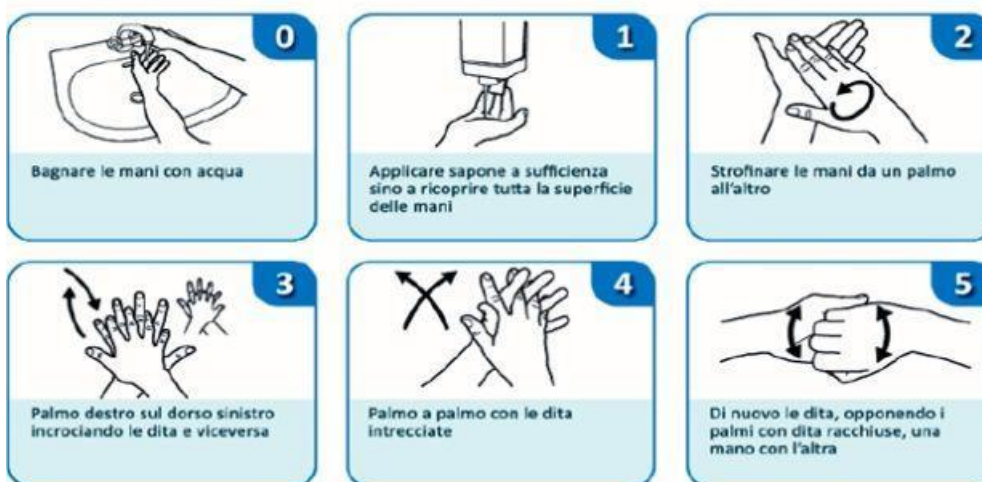 0
Bagnare le mani con acqua
1
Applicare sapone a sufficienza
sino a ricoprire tutta la superficie
delle mani
2
Strofinare le mani da un palmo
all'altro
3
Palmo destro sul dorso sinistro
incrociando le dita e viceversa
4
Palmo a palmo con le dita
intrecciate
5
Di nuovo le dita, opponendo i
palmi con dita racchiuse, una
mano con l'altra